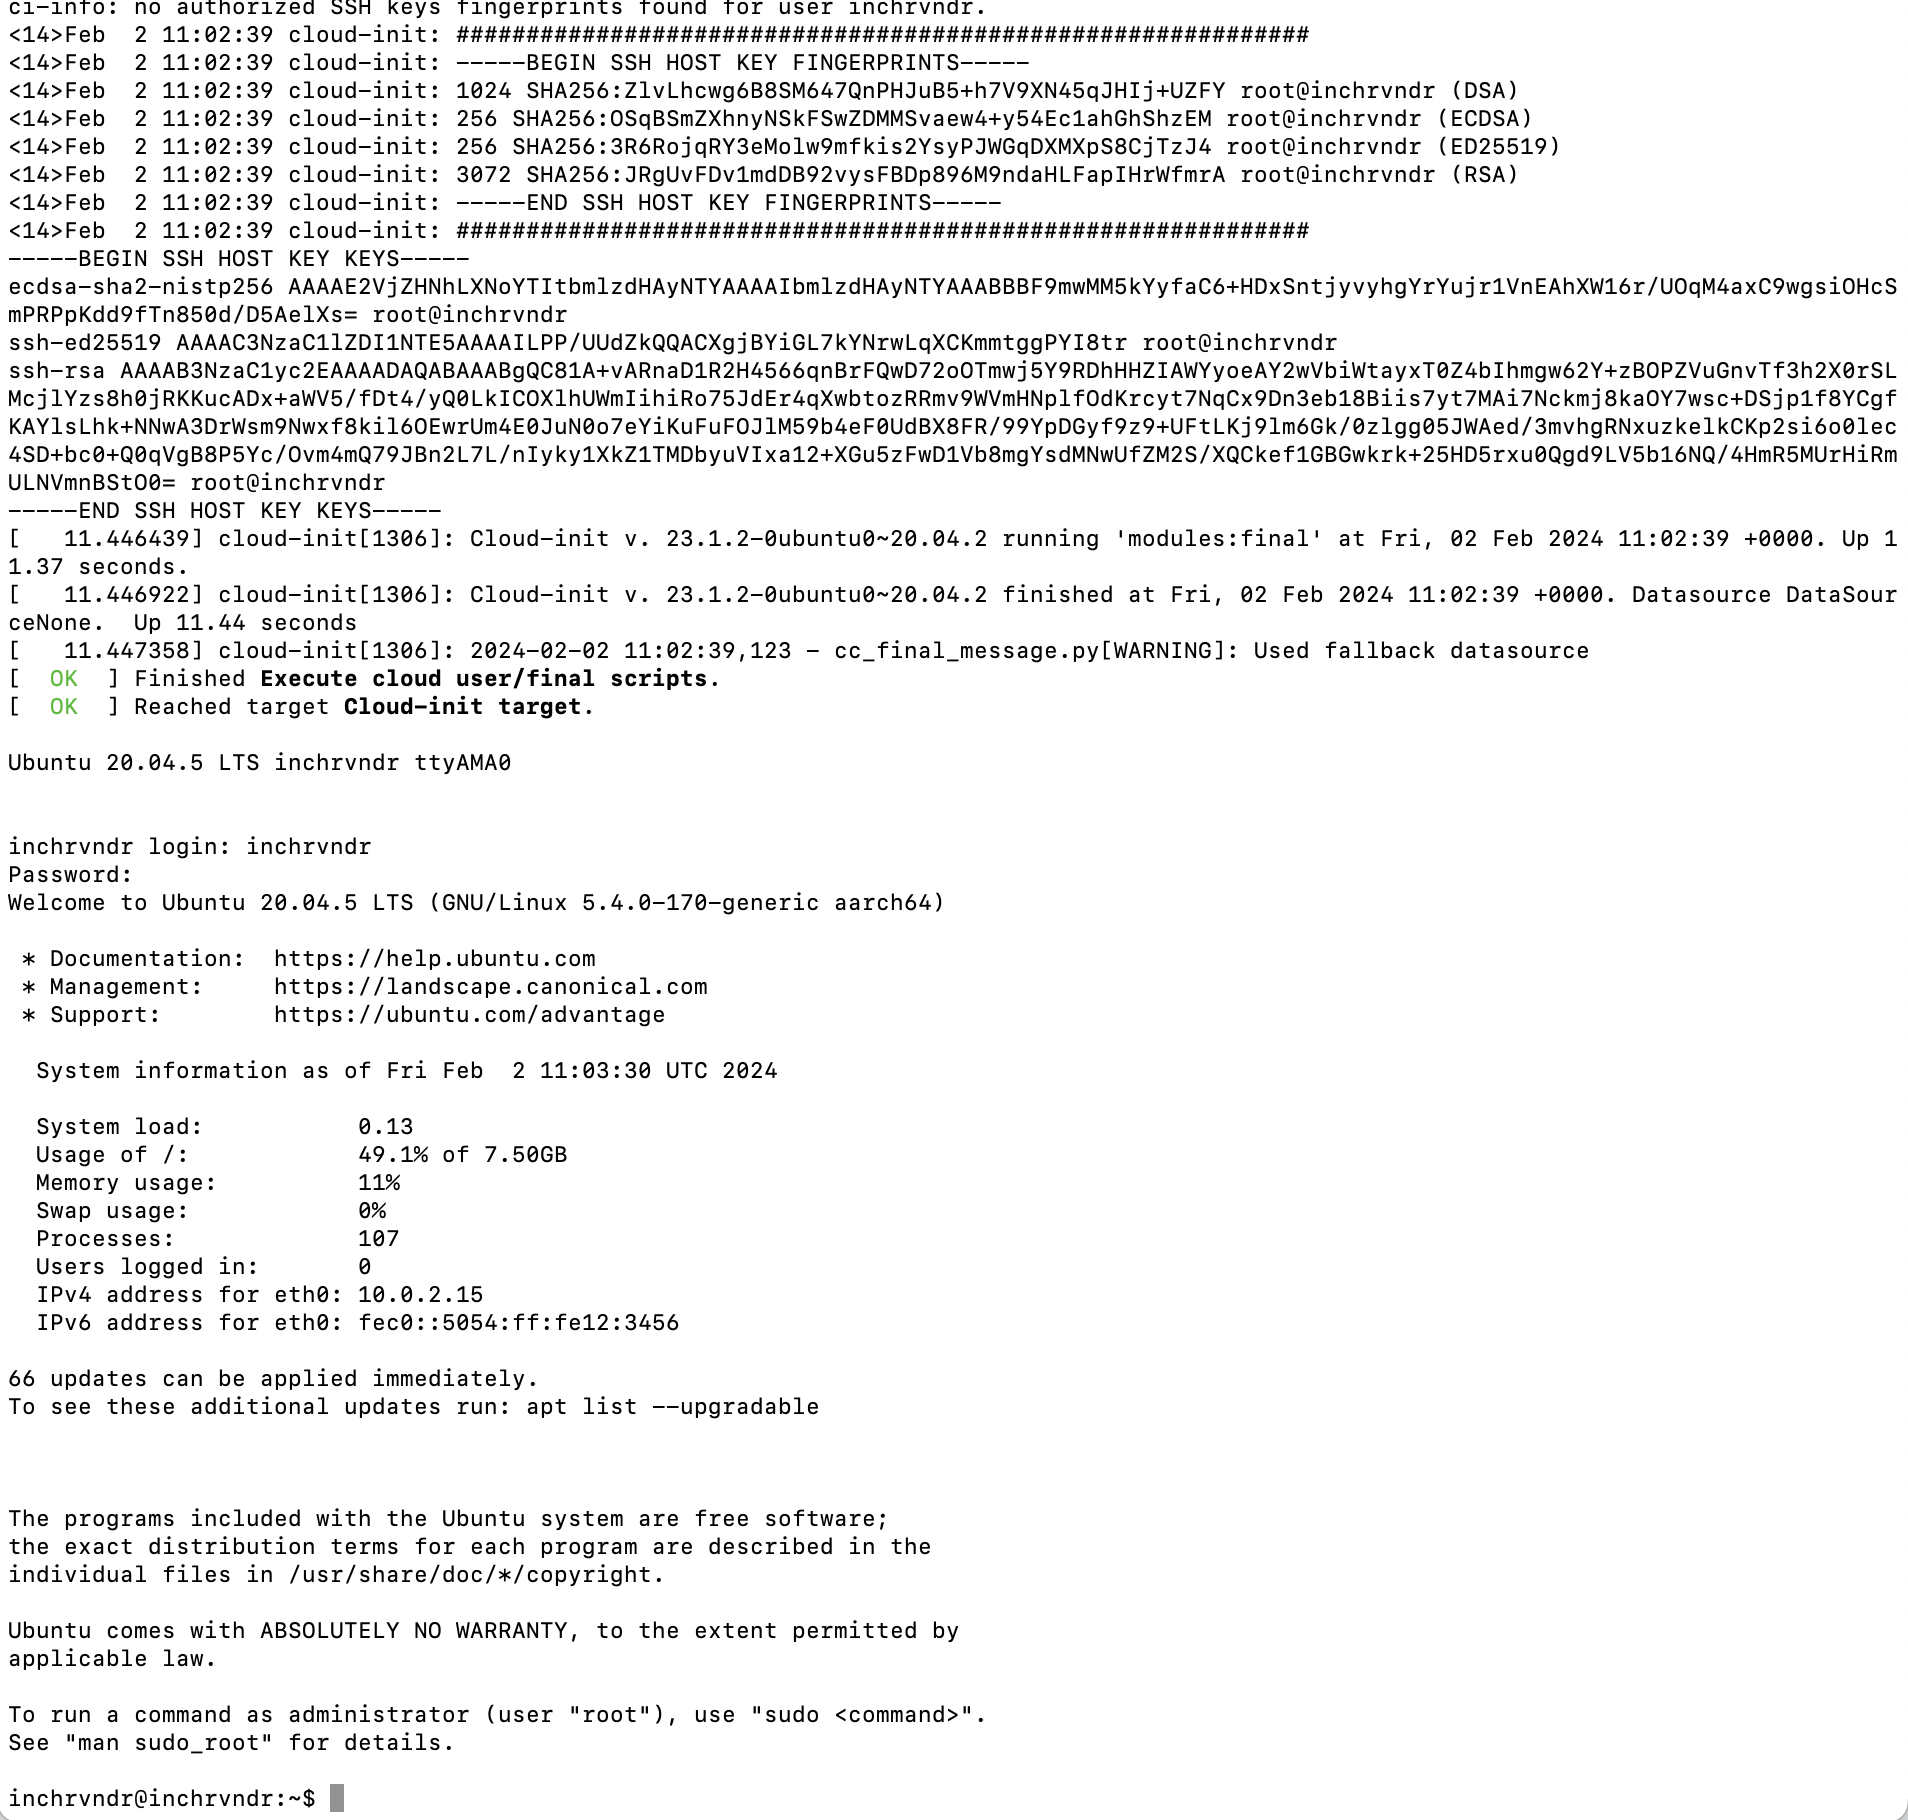 ci-info: no authorized SSH keys fingerprints found for user inchrvndr.
<14>Feb  2 11:02:39 cloud-init: #############################################################
<14>Feb  2 11:02:39 cloud-init: -----BEGIN SSH HOST KEY FINGERPRINTS-----
<14>Feb  2 11:02:39 cloud-init: 1024 SHA256:ZlvLhcwg6B8SM647QnPHJuB5+h7V9XN45qJHIj+UZFY root@inchrvndr (DSA)
<14>Feb  2 11:02:39 cloud-init: 256 SHA256:OSqBSmZXhnyNSkFSwZDMMSvaew4+y54Ec1ahGhShzEM root@inchrvndr (ECDSA)
<14>Feb  2 11:02:39 cloud-init: 256 SHA256:3R6RojqRY3eMolw9mfkis2YsyPJWGqDXMXpS8CjTzJ4 root@inchrvndr (ED25519)
<14>Feb  2 11:02:39 cloud-init: 3072 SHA256:JRgUvFDv1mdDB92vysFBDp896M9ndaHLFapIHrWfmrA root@inchrvndr (RSA)
<14>Feb  2 11:02:39 cloud-init: -----END SSH HOST KEY FINGERPRINTS-----
<14>Feb  2 11:02:39 cloud-init: #############################################################
-----BEGIN SSH HOST KEY KEYS-----
ecdsa-sha2-nistp256 AAAAE2VjZHNhLXNoYTItbmlzdHAyNTYAAAAIbmlzdHAyNTYAAABBBF9mwMM5kYyfaC6+HDxSntjyvyhgYrYujr1VnEAhXW16r/UOqM4axC9wgsiOHcS
mPRPpKdd9fTn850d/D5AelXs= root@inchrvndr
ssh-ed25519 AAAAC3NzaC1lZDI1NTE5AAAAILPP/UUdZkQQACXgjBYiGL7kYNrwLqXCKmmtggPYI8tr root@inchrvndr
ssh-rsa AAAAB3NzaC1yc2EAAAADAQABAAABgQC81A+vARnaD1R2H4566qnBrFQwD72oOTmwj5Y9RDhHHZIAWYyoeAY2wVbiWtayxT0Z4bIhmgw62Y+zBOPZVuGnvTf3h2X0rSL
McjlYzs8h0jRKKucADx+aWV5/fDt4/yQ0LkICOXlhUWmIihiRo75JdEr4qXwbtozRRmv9WVmHNplfOdKrcyt7NqCx9Dn3eb18Biis7yt7MAi7Nckmj8kaOY7wsc+DSjp1f8YCgf
KAYlsLhk+NNwA3DrWsm9Nwxf8kil6OEwrUm4E0JuN0o7eYiKuFuFOJlM59b4eF0UdBX8FR/99YpDGyf9z9+UFtLKj9lm6Gk/0zlgg05JWAed/3mvhgRNxuzkelkCKp2si6o0lec
4SD+bc0+Q0qVgB8P5Yc/Ovm4mQ79JBn2L7L/nIyky1XkZ1TMDbyuVIxa12+XGu5zFwD1Vb8mgYsdMNwUfZM2S/XQCkef1GBGwkrk+25HD5rxu0Qgd9LV5b16NQ/4HmR5MUrHiRm
ULNVmnBStO0= root@inchrvndr
-----END SSH HOST KEY KEYS-----
[   11.446439] cloud-init[1306]: Cloud-init v. 23.1.2-0ubuntu0~20.04.2 running 'modules:final' at Fri, 02 Feb 2024 11:02:39 +0000. Up 1
1.37 seconds.
[   11.446922] cloud-init[1306]: Cloud-init v. 23.1.2-0ubuntu0~20.04.2 finished at Fri, 02 Feb 2024 11:02:39 +0000. Datasource DataSour
ceNone.  Up 11.44 seconds
[   11.447358] cloud-init[1306]: 2024-02-02 11:02:39,123 - cc_final_message.py[WARNING]: Used fallback datasource
[  OK  ] Finished Execute cloud user/final scripts.
[  OK  ] Reached target Cloud-init target.

Ubuntu 20.04.5 LTS inchrvndr ttyAMA0

inchrvndr login: inchrvndr
Password:
Welcome to Ubuntu 20.04.5 LTS (GNU/Linux 5.4.0-170-generic aarch64)

 * Documentation:  https://help.ubuntu.com
 * Management:     https://landscape.canonical.com
 * Support:        https://ubuntu.com/advantage

  System information as of Fri Feb  2 11:03:30 UTC 2024

  System load:           0.13
  Usage of /:            49.1% of 7.50GB
  Memory usage:          11%
  Swap usage:            0%
  Processes:             107
  Users logged in:       0
  IPv4 address for eth0: 10.0.2.15
  IPv6 address for eth0: fec0::5054:ff:fe12:3456

66 updates can be applied immediately.
To see these additional updates run: apt list --upgradable

The programs included with the Ubuntu system are free software;
the exact distribution terms for each program are described in the
individual files in /usr/share/doc/*/copyright.

Ubuntu comes with ABSOLUTELY NO WARRANTY, to the extent permitted by
applicable law.

To run a command as administrator (user "root"), use "sudo <command>".
See "man sudo_root" for details.

inchrvndr@inchrvndr:~$